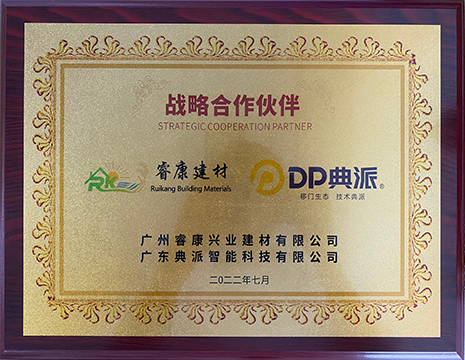 战略合作伙伴
STRATEGIC COOPERATION PARTNER
RK 睿康建材
Ruikang Building Materials
DP典派®
移门生态 技术典派
广州睿康兴业建材有限公司
广东典派智能科技有限公司
二〇二二年七月